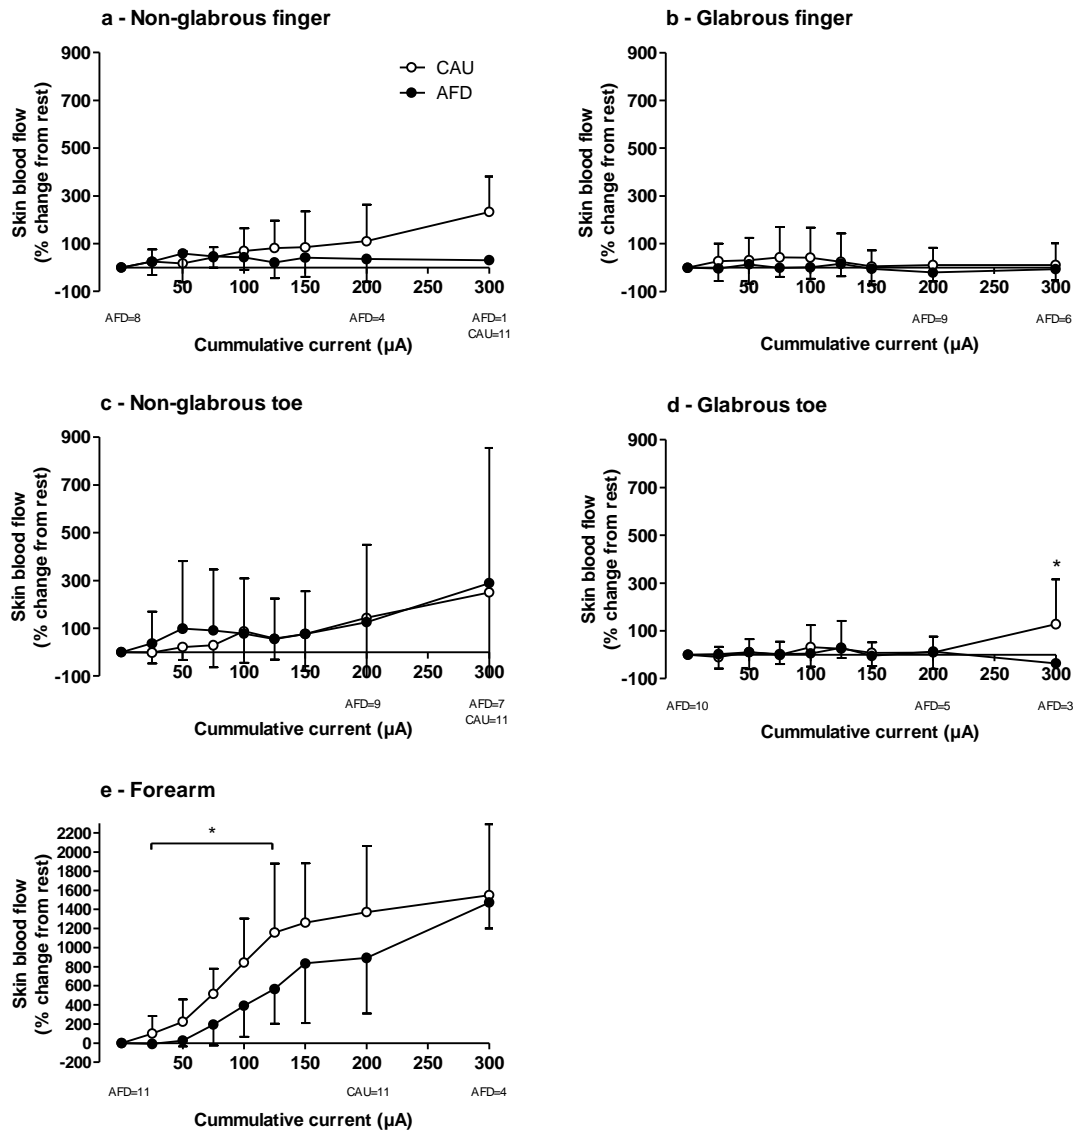 a - Non-glabrous finger
900
700
500
300
100
-100
Skin blood flow
(% change from rest)
CAU
AFD
50
100
150
200
250
300
AFD=8
AFD=4
AFD=1
CAU=11
Cummulative current (µA)
b - Glabrous finger
900
700
500
300
100
-100
Skin blood flow
(% change from rest)
50
100
150
200
250
300
AFD=9
AFD=6
Cummulative current (µA)
c - Non-glabrous toe
900
700
500
300
100
-100
Skin blood flow
(% change from rest)
50
100
150
200
250
300
AFD=9
AFD=7
CAU=11
Cummulative current (µA)
d - Glabrous toe
900
700
500
300
100
-100
Skin blood flow
(% change from rest)
*
50
100
150
200
250
300
AFD=10
AFD=5
AFD=3
Cummulative current (µA)
e - Forearm
2200
2000
1800
1600
1400
1200
1000
800
600
400
200
0
-200
Skin blood flow
(% change from rest)
*
50
100
150
200
250
300
AFD=11
CAU=11
AFD=4
Cummulative current (µA)